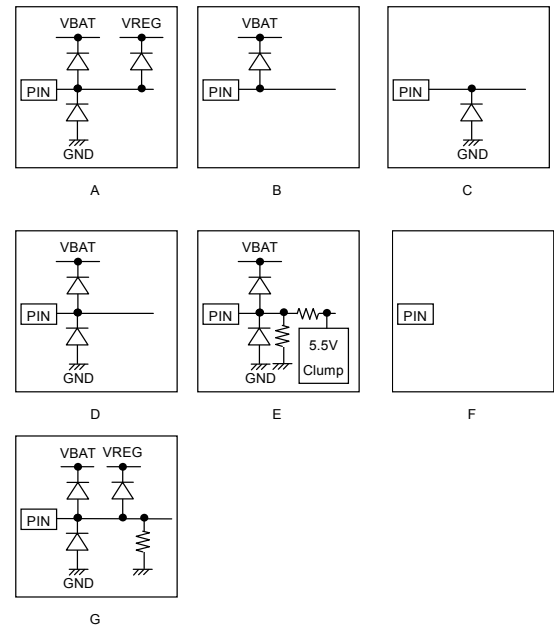 VBAT VREG
PIN
GND
A
VBAT
PIN
B
PIN
GND
C
VBAT
PIN
GND
D
VBAT
PIN
GND
5.5V
Clump
E
PIN
F
VBAT VREG
PIN
GND
G